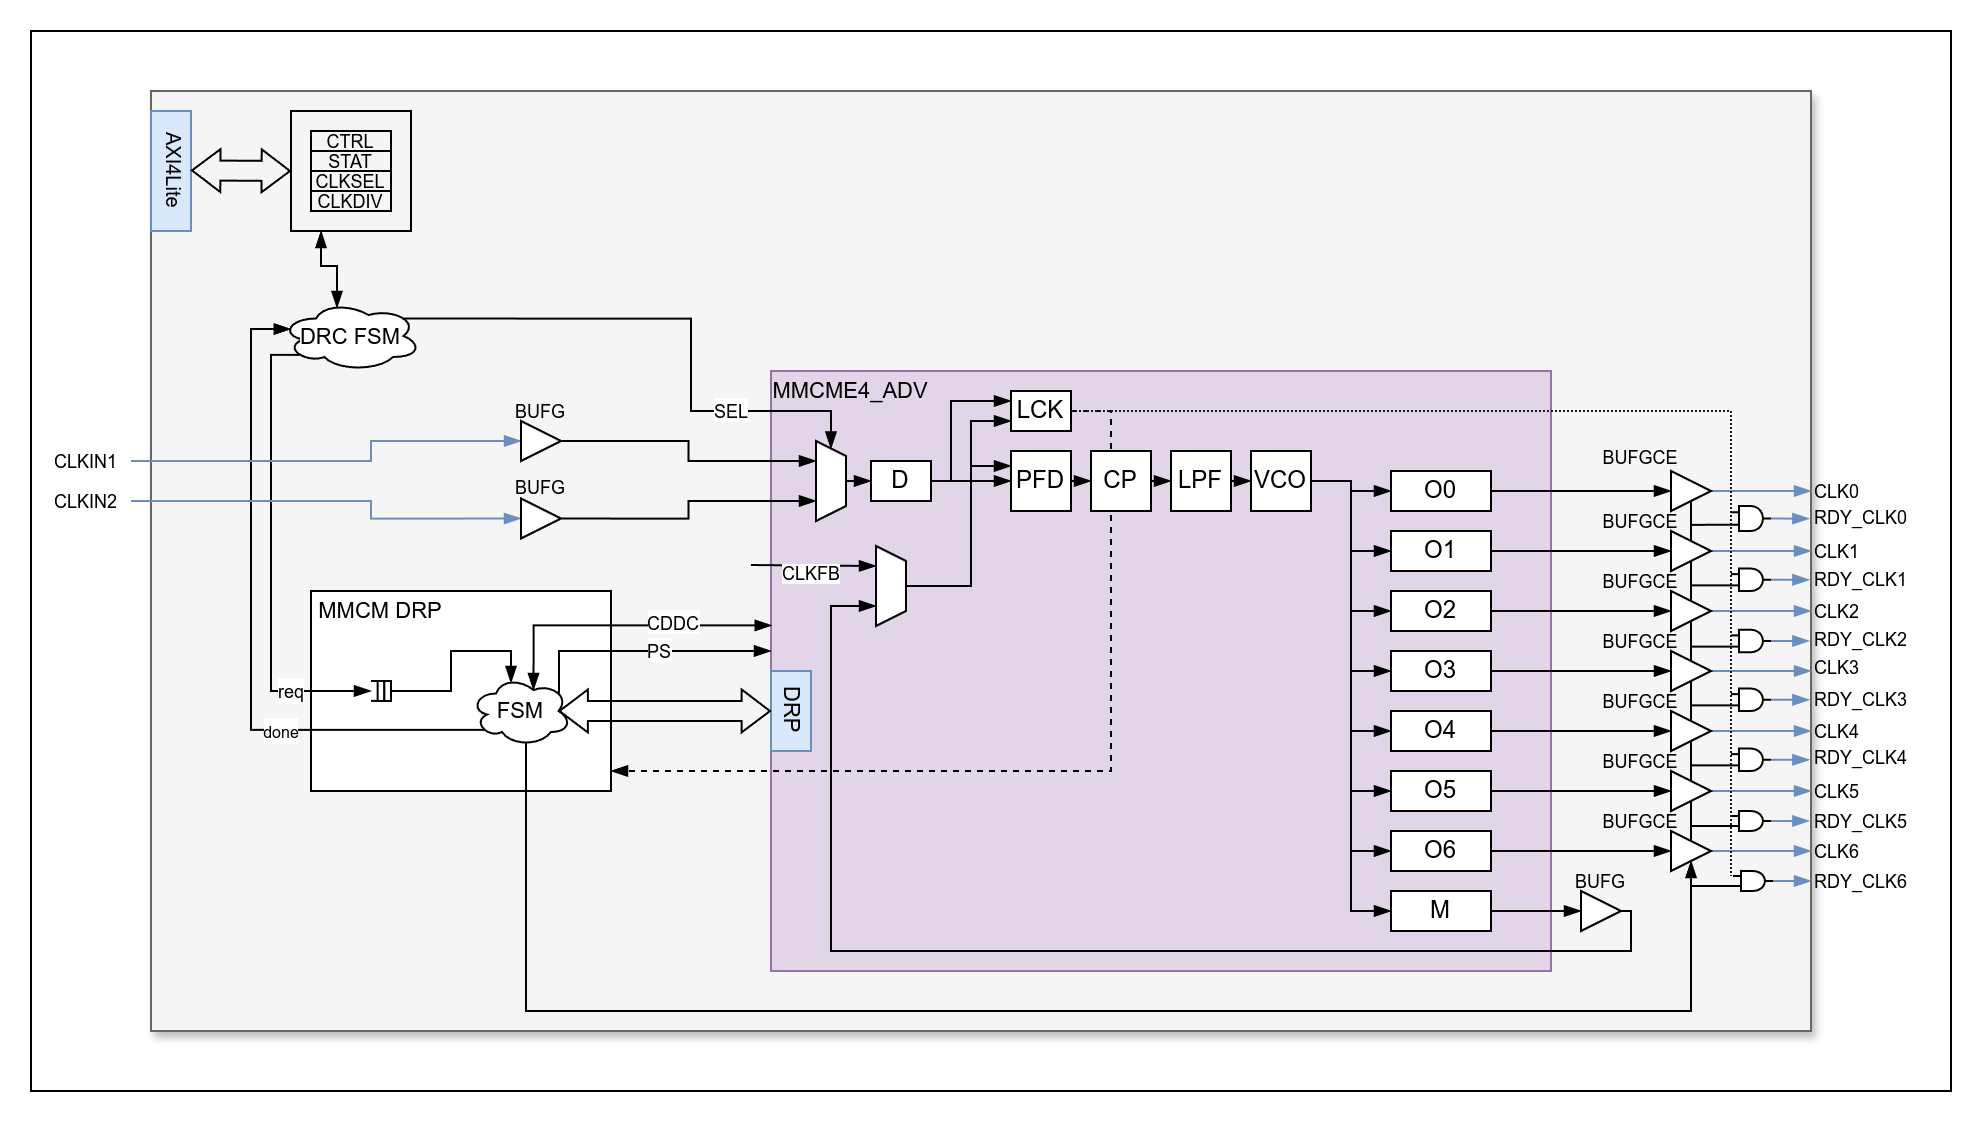 AXI4Lite
CTRL
STAT
CLKSEL
CLKDIV
DRC FSM
MMCME4_ADV
BUFG
SEL
LCK
CLKIN1
BUFGCE
D
PFD
CP
LPF
VCO
O0
CLK0
BUFG
CLKIN2
RDY_CLK0
BUFGCE
O1
CLK1
CLKFB
BUFGCE
RDY_CLK1
MMCM DRP
O2
CLK2
CDDC
BUFGCE
RDY_CLK2
PS
O3
CLK3
req
BUFGCE
RDY_CLK3
FSM
DRP
done
O4
CLK4
BUFGCE
RDY_CLK4
O5
CLK5
BUFGCE
RDY_CLK5
O6
CLK6
BUFG
RDY_CLK6
M